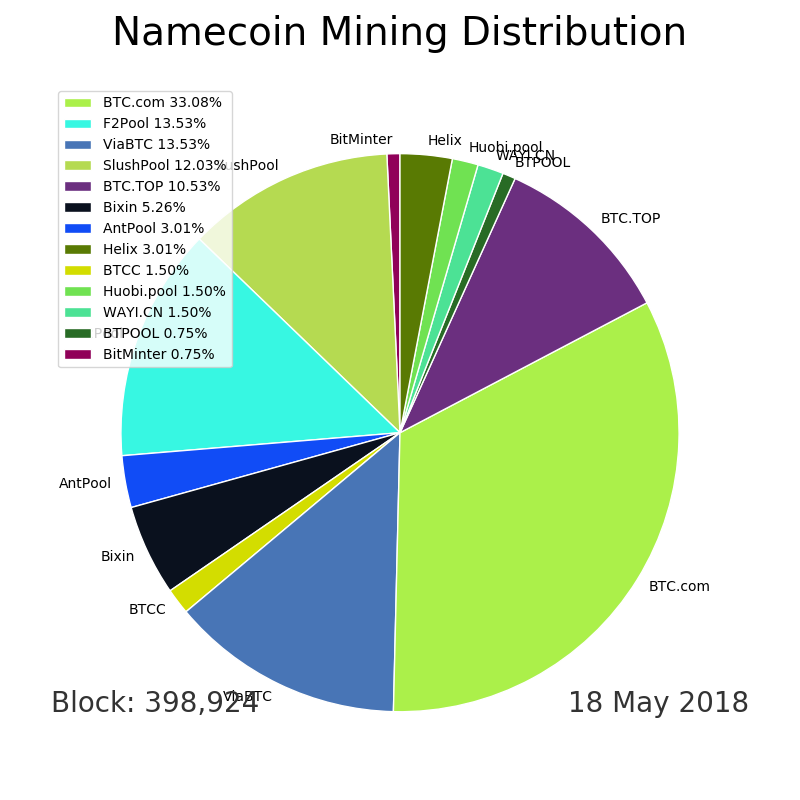 Namecoin Mining Distribution
BTC.com 33.08%
F2Pool 13.53%
ViaBTC 13.53%
SlushPool 12.03%
BTC.TOP 10.53%
Bixin 5.26%
AntPool 3.01%
Helix 3.01%
BTCC 1.50%
Huobi.pool 1.50%
WAYI.CN 1.50%
BTPOOL 0.75%
BitMinter 0.75%
BitMinter
Helix
Huobi.pool
WAYI.CN
BTPOOL
BTC.TOP
AntPool
Bixin
BTC.com
BTCC
ViaBTC
Block: 398,924
18 May 2018